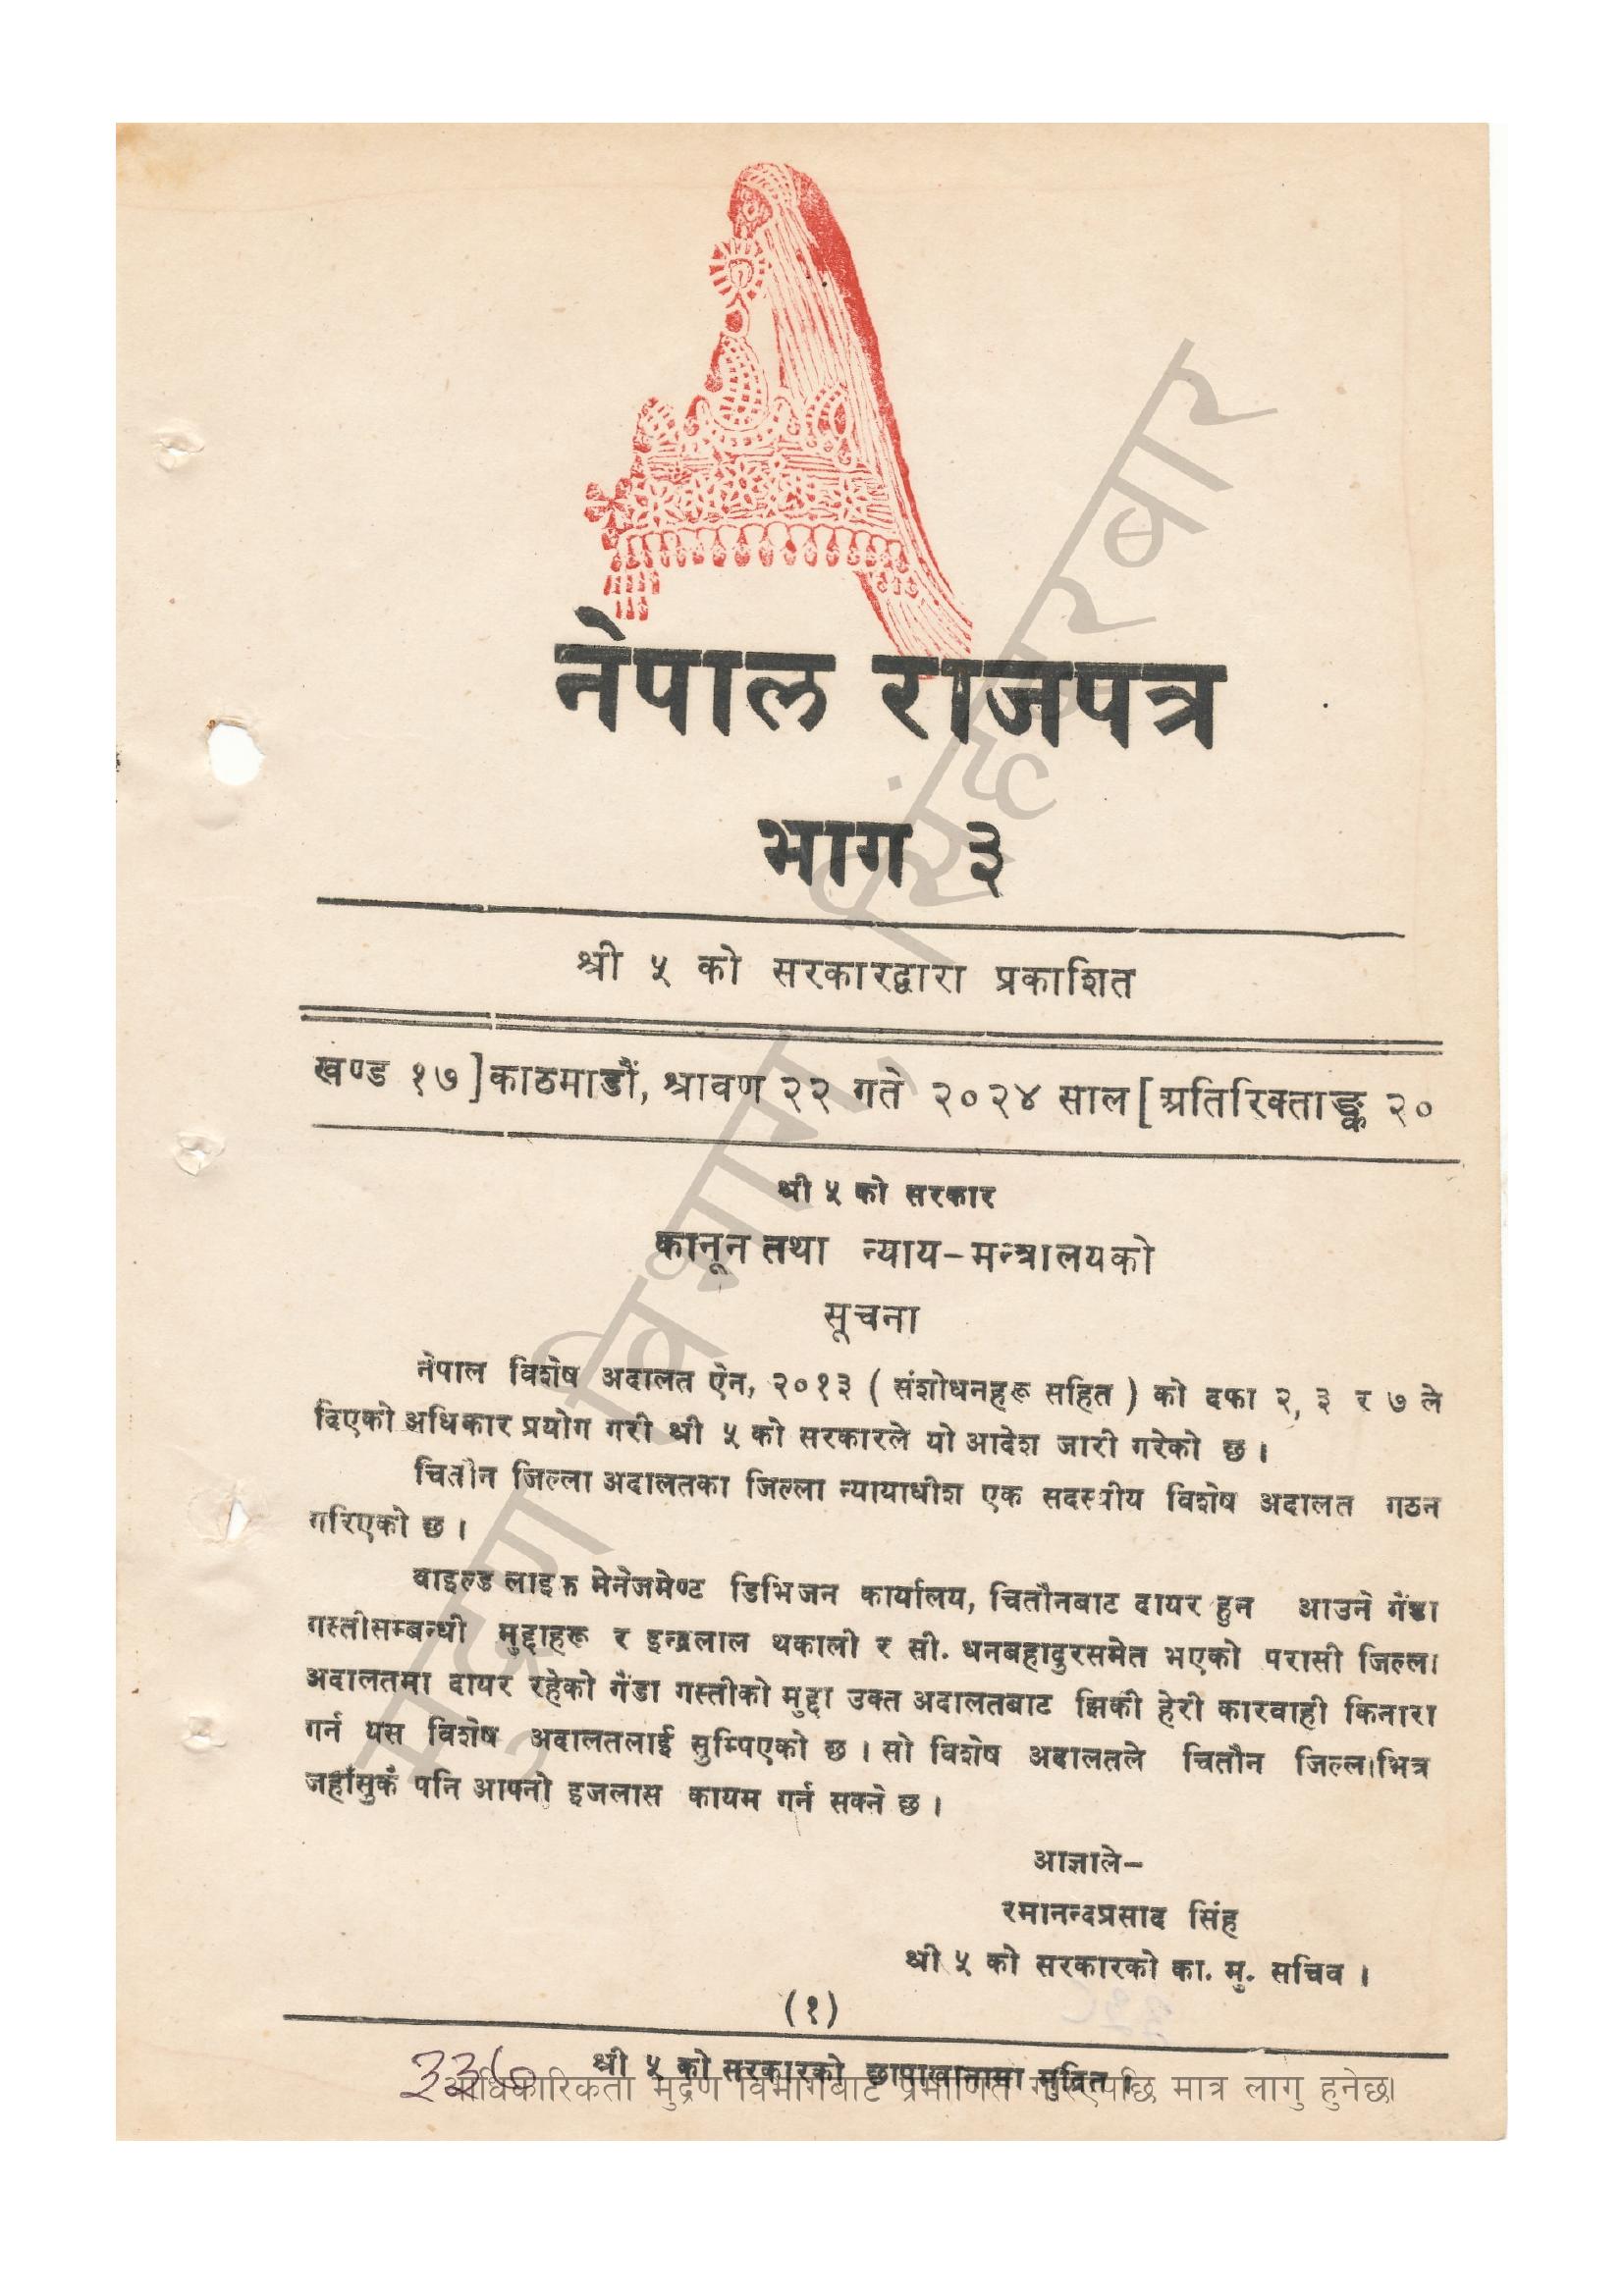 नेपाल राजपत्र
भाग ३
श्री ५ को सरकारद्वारा प्रकाशित
खण्ड १७] काठमाडौं, श्रावण २२ गते २०२४ साल [अतिरिक्ताङ्क २०
श्री ५ को सरकार
कानून तथा न्याय-मन्त्रालयको
सूचना
नेपाल विशेष अदालत ऐन, २०१३ ( संशोधनहरू सहित ) को दफा २, ३ र ७ ले
दिएको अधिकार प्रयोग गरी श्री ५ को सरकारले यो आदेश जारी गरेको छ ।
चितौन जिल्ला अदालतका जिल्ला न्यायाधीश एक सदस्यीय विशेष अदालत गठन
गरिएको छ ।
वाइल्ड लाइफ मेनेजमेण्ट डिभिजन कार्यालय, चितौनबाट दायर हुन आउने गैंडा
गस्तीसम्बन्धी मुद्दाहरू र इन्द्रलाल थकाली र सी. धनबहादुरसमेत भएको परासी जिल्ला
अदालतमा दायर रहेको गैंडा गस्तीको मुद्दा उक्त अदालतबाट झिकी हेरी कारवाही किनारा
गर्न यस विशेष अदालतलाई सुम्पिएको छ । सो विशेष अदालतले चितौन जिल्लाभित्र
जहाँसुकै पनि आफ्नो इजलास कायम गर्न सक्ने छ ।
आज्ञाले-
रमानन्दप्रसाद सिंह
श्री ५ को सरकारको का. मु. सचिव ।
(१)
श्री ५ को सरकारको छापाखानामा मुद्रित ।
आधिकारिकता मुद्रण विभागबाट प्रमाणित गरिएपछि मात्र लागु हुनेछ।
मुद्रण विभाग, सिंहदरबार